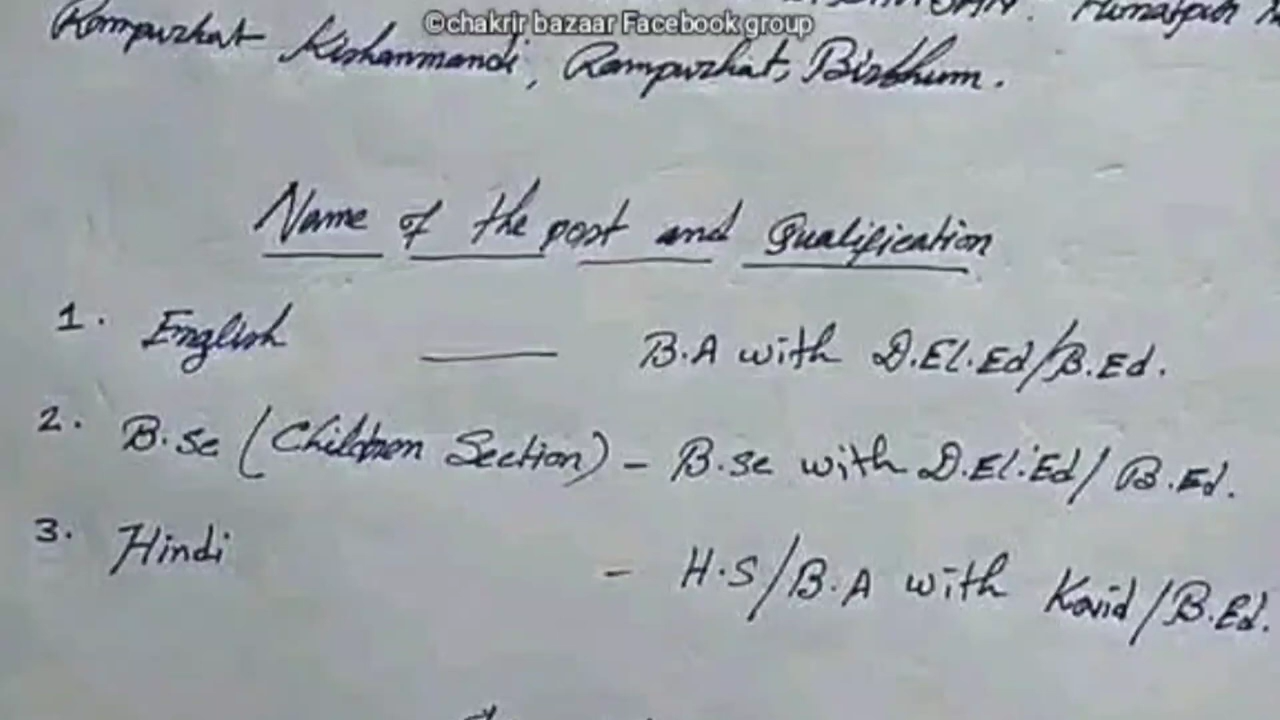 ©chakrir bazaar Facebook group
Rampurhat Kishanmandi, Rampurhat, Birbhum.
Name of the post and Qualification
1. English — B.A with D.El.Ed/B.Ed.
2. B.sc (Children Section) - B.sc with D.El.Ed/ B.Ed.
3. Hindi - H.S/B.A with Kovid/B.Ed.